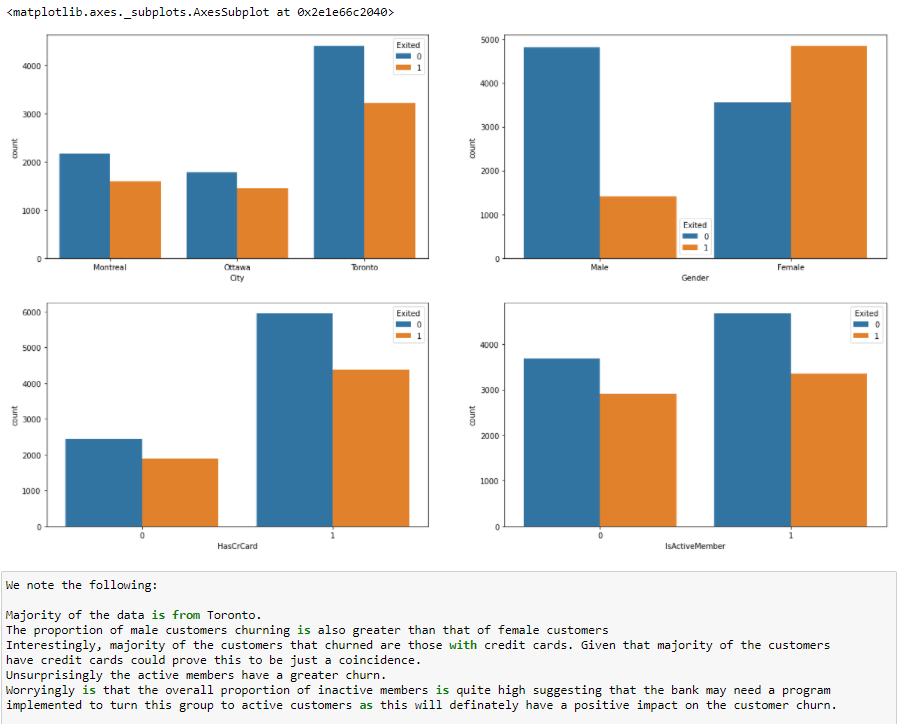 <matplotlib.axes._subplots.AxesSubplot at 0x2e1e66c2040>
Exited
0
1
4000
3000
2000
1000
0
count
Montreal
Ottawa
Toronto
City
5000
4000
3000
2000
1000
0
count
Exited
0
1
Male
Female
Gender
6000
5000
4000
3000
2000
1000
0
count
Exited
0
1
0
1
HasCrCard
4000
3000
2000
1000
0
count
Exited
0
1
0
1
IsActiveMember
We note the following:
Majority of the data is from Toronto.
The proportion of male customers churning is also greater than that of female customers
Interestingly, majority of the customers that churned are those with credit cards. Given that majority of the customers
have credit cards could prove this to be just a coincidence.
Unsurprisingly the active members have a greater churn.
Worryingly is that the overall proportion of inactive members is quite high suggesting that the bank may need a program
implemented to turn this group to active customers as this will definately have a positive impact on the customer churn.